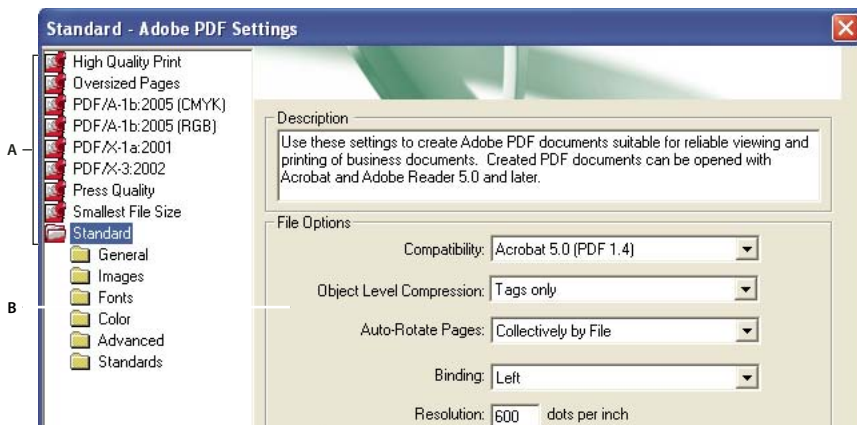 Standard - Adobe PDF Settings
High Quality Print
Oversized Pages
PDF/A-1b:2005 (CMYK)
PDF/A-1b:2005 (RGB)
PDF/X-1a:2001
PDF/X-3:2002
Press Quality
Smallest File Size
Standard
General
Images
Fonts
Color
Advanced
Standards
A
B
Description
Use these settings to create Adobe PDF documents suitable for reliable viewing and
printing of business documents. Created PDF documents can be opened with
Acrobat and Adobe Reader 5.0 and later.
File Options
Compatibility: Acrobat 5.0 (PDF 1.4)
Object Level Compression: Tags only
Auto-Rotate Pages: Collectively by File
Binding: Left
Resolution: 600 dots per inch